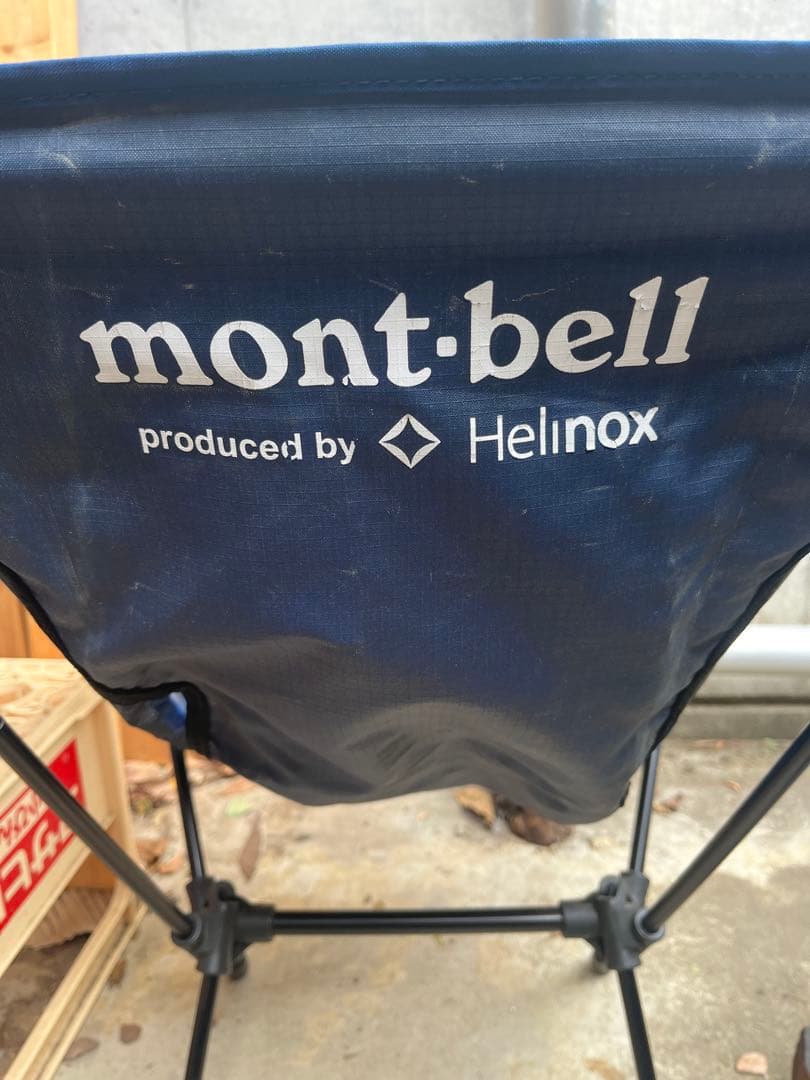 mont-bell
produced by Helinox